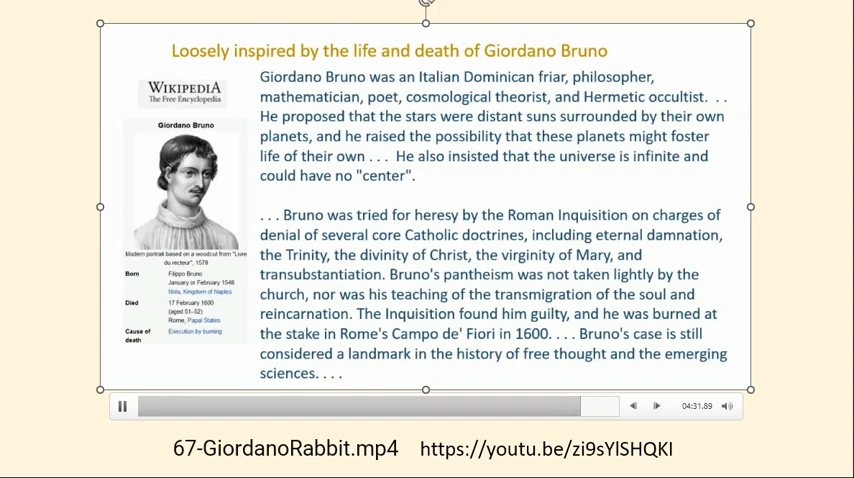 Loosely inspired by the life and death of Giordano Bruno
WIKIPEDIA
The Free Encyclopedia
Giordano Bruno
Modern portrait based on a woodcut from "Livre
du recteur", 1578
Born Filippo Bruno
January or February 1548
Nola, Kingdom of Naples
Died 17 February 1600
(aged 51–52)
Rome, Papal States
Cause of Execution by burning
death
Giordano Bruno was an Italian Dominican friar, philosopher,
mathematician, poet, cosmological theorist, and Hermetic occultist. . .
He proposed that the stars were distant suns surrounded by their own
planets, and he raised the possibility that these planets might foster
life of their own . . . He also insisted that the universe is infinite and
could have no "center".
. . . Bruno was tried for heresy by the Roman Inquisition on charges of
denial of several core Catholic doctrines, including eternal damnation,
the Trinity, the divinity of Christ, the virginity of Mary, and
transubstantiation. Bruno's pantheism was not taken lightly by the
church, nor was his teaching of the transmigration of the soul and
reincarnation. The Inquisition found him guilty, and he was burned at
the stake in Rome's Campo de' Fiori in 1600. . . . Bruno's case is still
considered a landmark in the history of free thought and the emerging
sciences. . . .
04:31.89
67-GiordanoRabbit.mp4 https://youtu.be/zi9sYlSHQKI